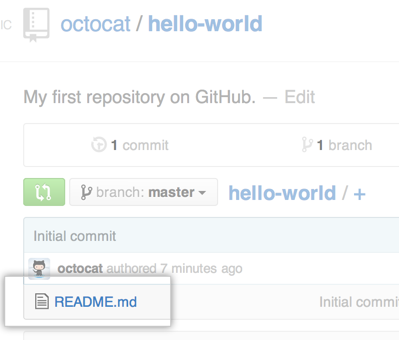 IC octocat / hello-world
My first repository on GitHub. — Edit
1 commit 1 branch
branch: master hello-world / +
Initial commit
octocat authored 7 minutes ago
README.md Initial commi